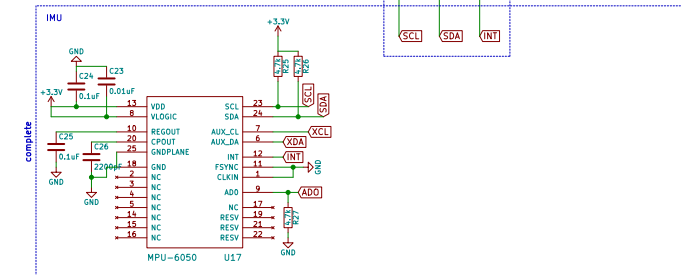 IMU
SCL
SDA
INT
+3.3V
GND
C24
0.1uF
C23
0.01uF
+3.3V
4.7k
R25
4.7k
R26
SCL
SDA
13 VDD SCL 23
8 VLOGIC SDA 24
10 REGOUT AUX_CL 7 XCL
20 CPOUT AUX_DA 6 XDA
25 GNDPLANE
INT 12 INT
18 GND FSYNC 11 GND
2 NC CLKIN 1
3 NC
4 NC ADO 9 ADO
5 NC NC 17
14 NC RESV 19
15 NC RESV 21
16 NC RESV 22
C25
0.1uF
GND
C26
2200pF
GND
4.7k
R27
GND
MPU-6050 U17
complete